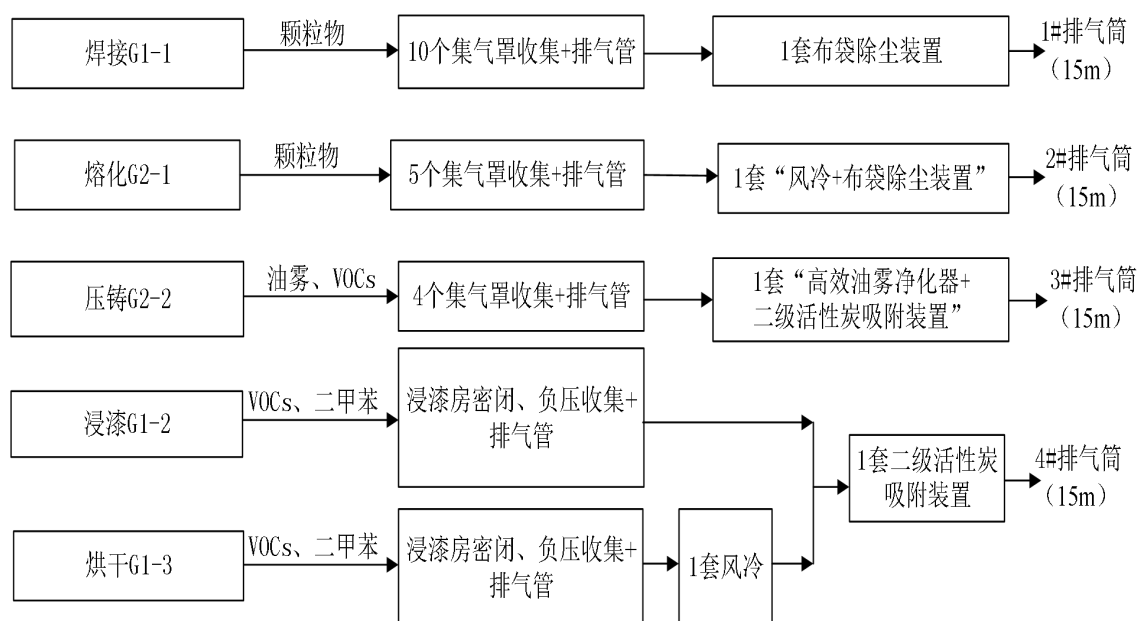 焊接G1-1
颗粒物
10个集气罩收集+排气管
1套布袋除尘装置
1#排气筒
（15m）
熔化G2-1
颗粒物
5个集气罩收集+排气管
1套“风冷+布袋除尘装置”
2#排气筒
（15m）
压铸G2-2
油雾、VOCs
4个集气罩收集+排气管
1套“高效油雾净化器+
二级活性炭吸附装置”
3#排气筒
（15m）
浸漆G1-2
VOCs、二甲苯
浸漆房密闭、负压收集+
排气管
1套二级活性炭
吸附装置
4#排气筒
（15m）
烘干G1-3
VOCs、二甲苯
浸漆房密闭、负压收集+
排气管
1套风冷